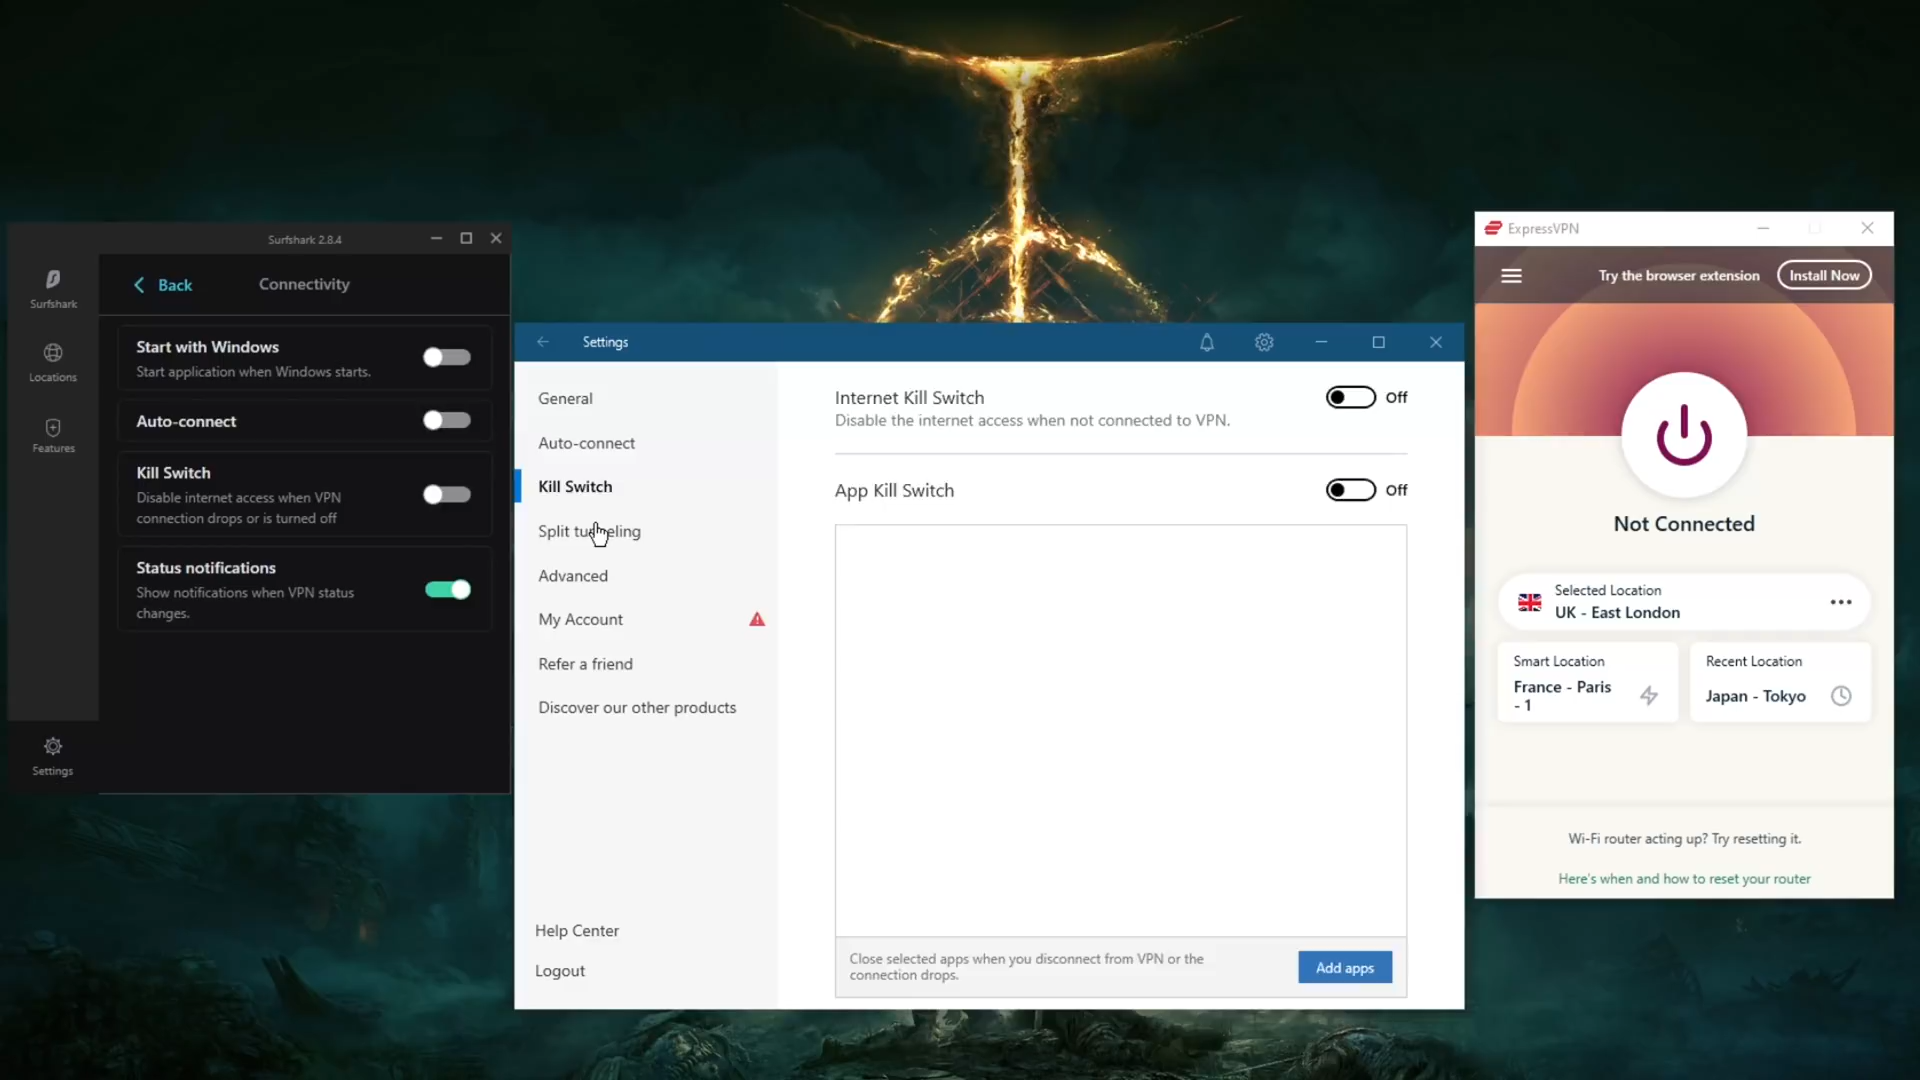 Surfshark 2.8.4
Surfshark
Locations
Features
Settings
Back
Connectivity
Start with Windows
Start application when Windows starts.
Auto-connect
Kill Switch
Disable internet access when VPN
connection drops or is turned off
Status notifications
Show notifications when VPN status
changes.
Settings
General
Auto-connect
Kill Switch
Split tunneling
Advanced
My Account
Refer a friend
Discover our other products
Help Center
Logout
Internet Kill Switch
Off
Disable the internet access when not connected to VPN.
App Kill Switch
Off
Close selected apps when you disconnect from VPN or the
connection drops.
Add apps
ExpressVPN
Try the browser extension
Install Now
Not Connected
Selected Location
UK - East London
Smart Location
France - Paris
- 1
Recent Location
Japan - Tokyo
Wi-Fi router acting up? Try resetting it.
Here's when and how to reset your router